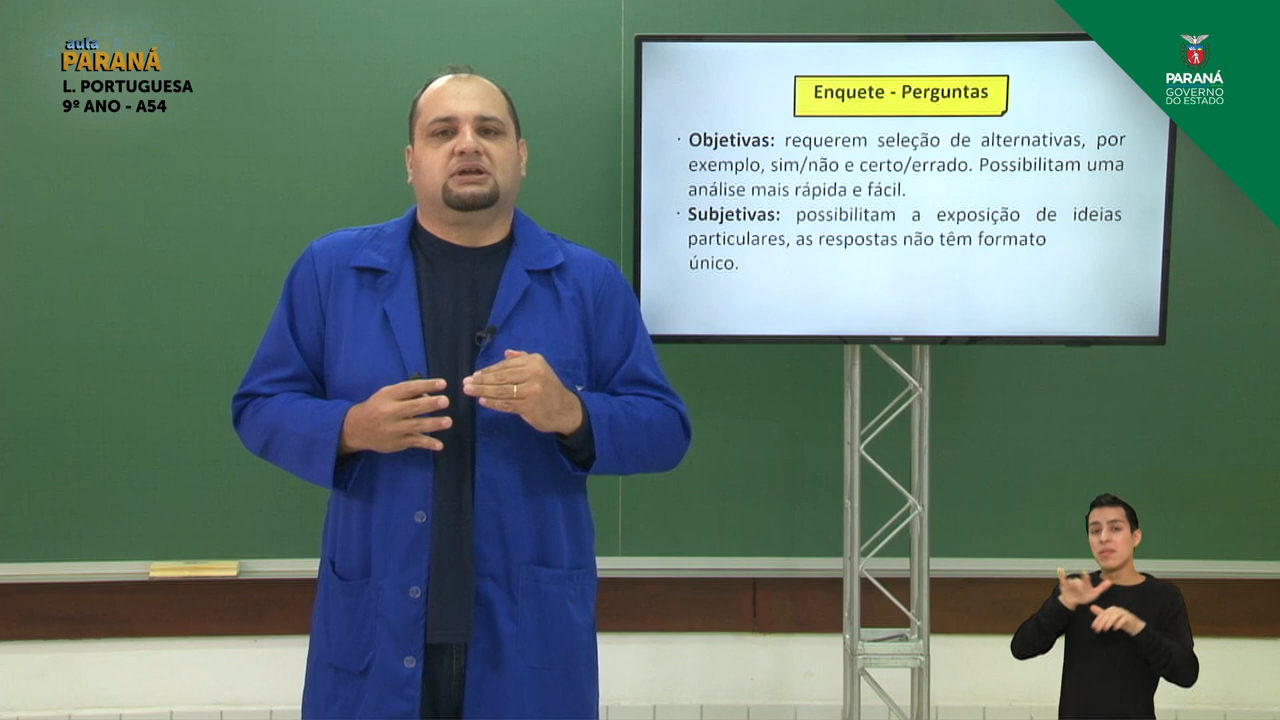 aula
PARANÁ
L. PORTUGUESA
9º ANO - A54
Enquete - Perguntas
· Objetivas: requerem seleção de alternativas, por
exemplo, sim/não e certo/errado. Possibilitam uma
análise mais rápida e fácil.
· Subjetivas: possibilitam a exposição de ideias
particulares, as respostas não têm formato
único.
PARANÁ
GOVERNO
DO ESTADO